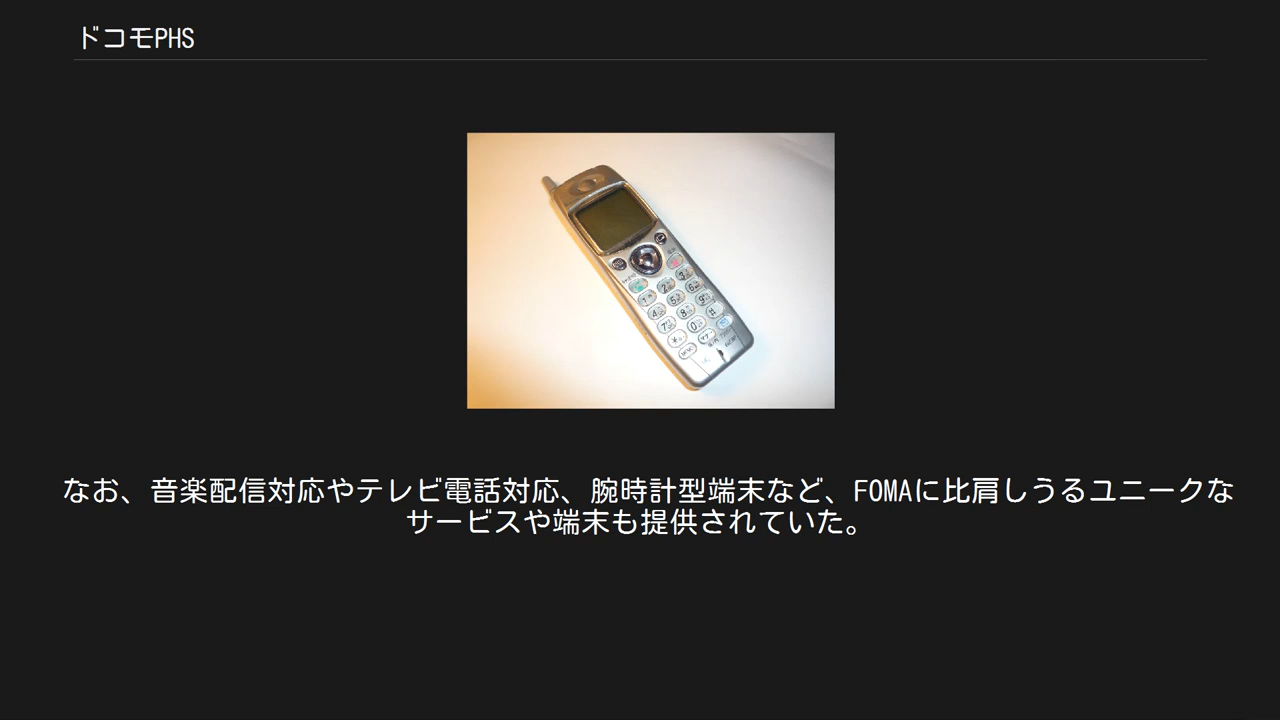 ドコモPHS
なお、音楽配信対応やテレビ電話対応、腕時計型端末など、FOMAに比肩しうるユニークな
サービスや端末も提供されていた。